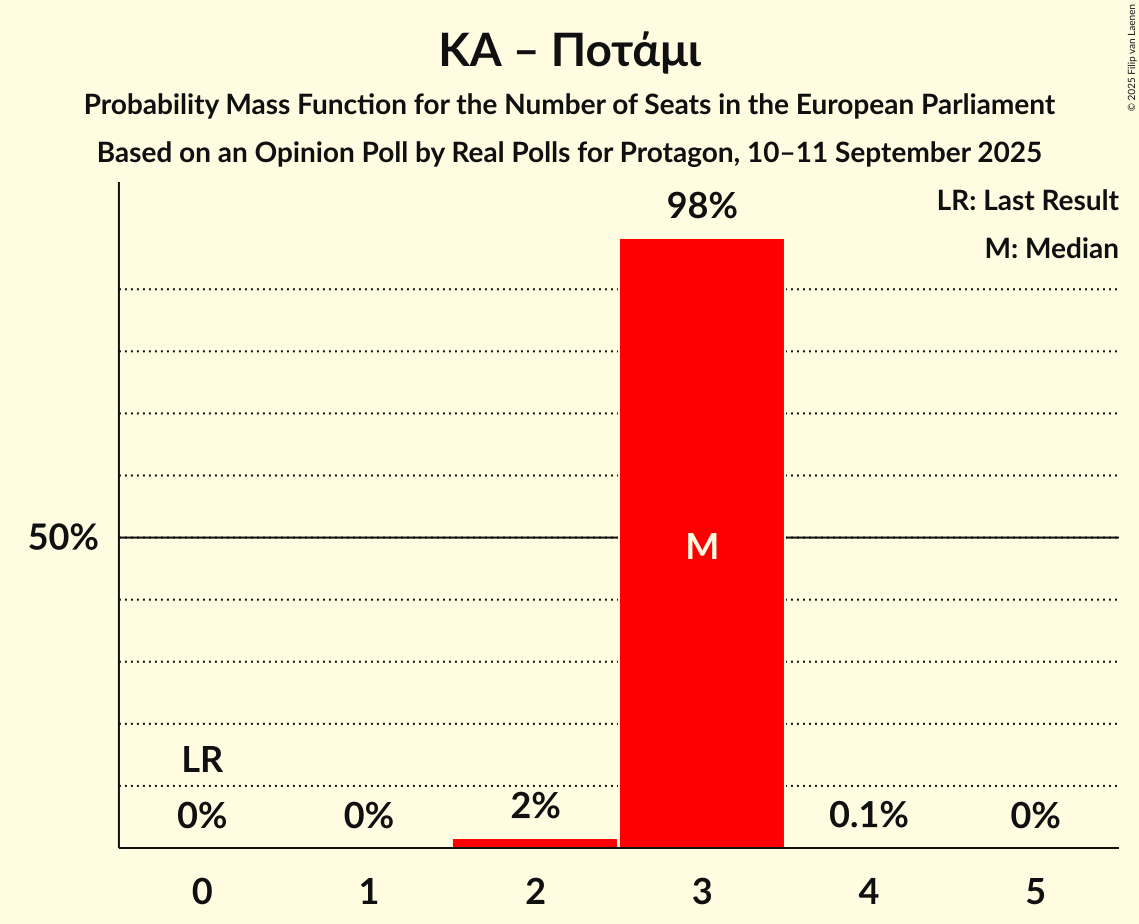 ΚΑ – Ποτάμι
Probability Mass Function for the Number of Seats in the European Parliament
Based on an Opinion Poll by Real Polls for Protagon, 10–11 September 2025
© 2025 Filip van Laenen
LR: Last Result
M: Median
98%
50%
M
LR
0%
0%
2%
0.1%
0%
0
1
2
3
4
5